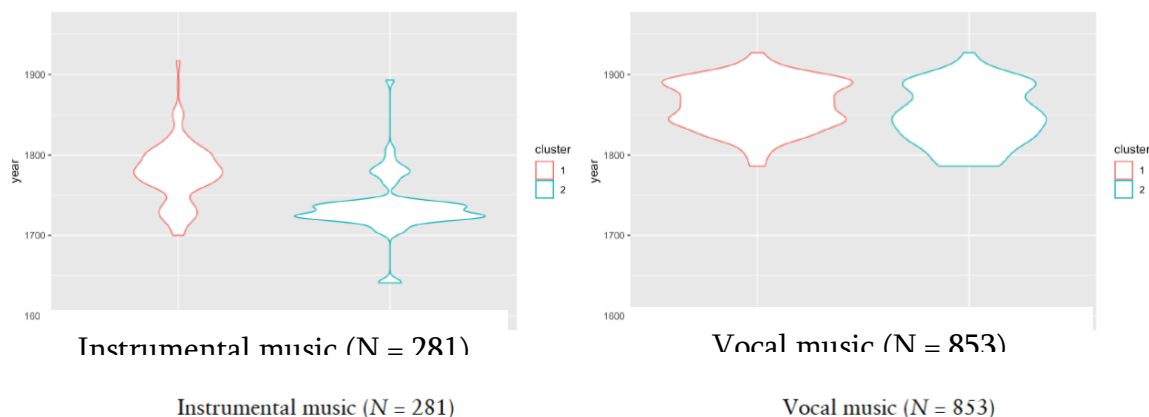 1900
1800
1700
160
year
cluster
1
2
Instrumental music (N = 281)
1900
1800
1700
1600
year
cluster
1
2
Vocal music (N = 853)
Instrumental music (N = 281)
Vocal music (N = 853)